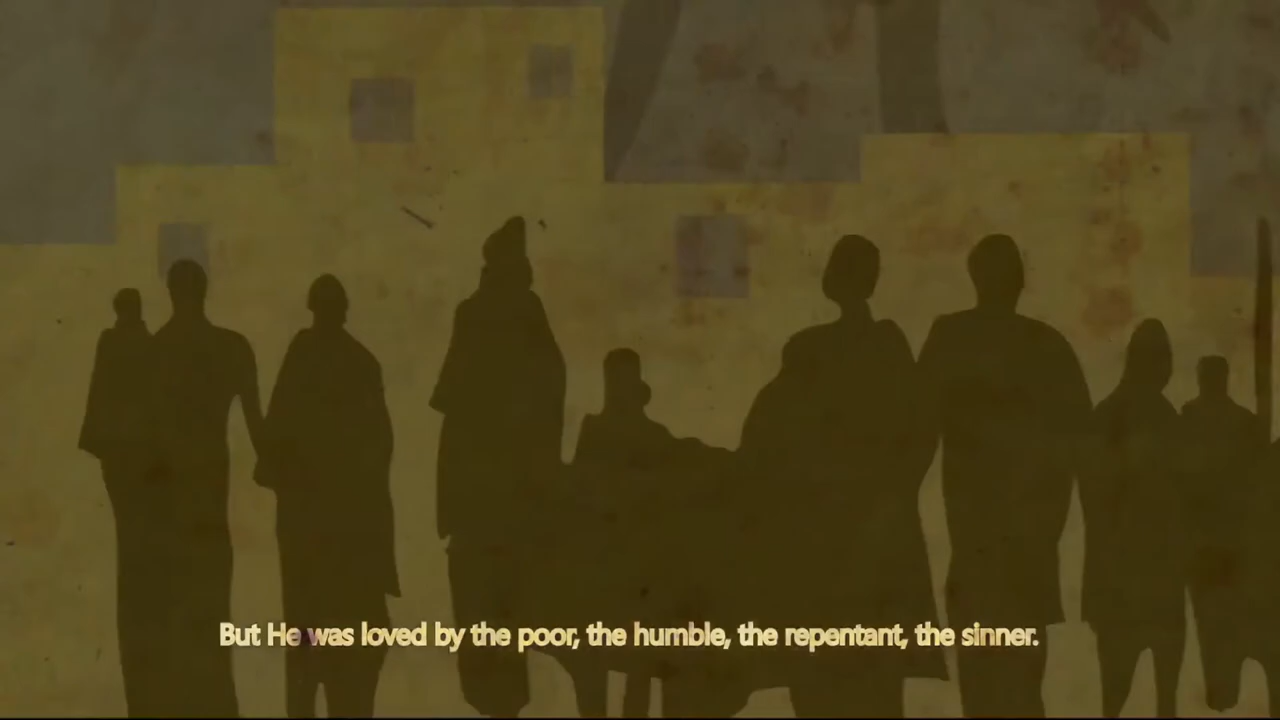 But He was loved by the poor, the humble, the repentant, the sinner.